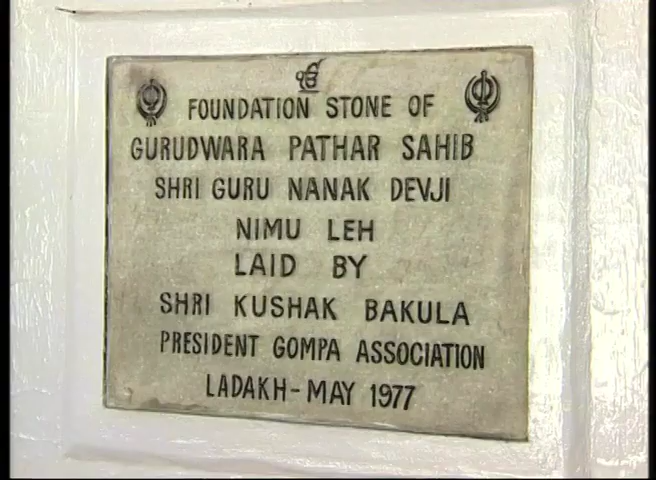 ੴ
FOUNDATION STONE OF
GURUDWARA PATHAR SAHIB
SHRI GURU NANAK DEVJI
NIMU LEH
LAID BY
SHRI KUSHAK BAKULA
PRESIDENT GOMPA ASSOCIATION
LADAKH-MAY 1977